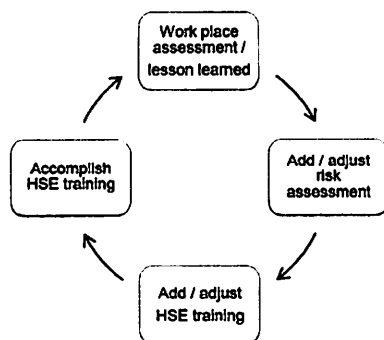 Work place
assessment /
lesson learned
Add / adjust
risk
assessment
Add / adjust
HSE training
Accomplish
HSE training